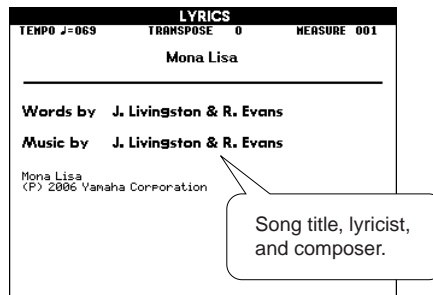 LYRICS
TEMPO ♩=069 TRANSPOSE 0 MEASURE 001
Mona Lisa
Words by J. Livingston & R. Evans
Music by J. Livingston & R. Evans
Mona Lisa
(P) 2006 Yamaha Corporation
Song title, lyricist,
and composer.